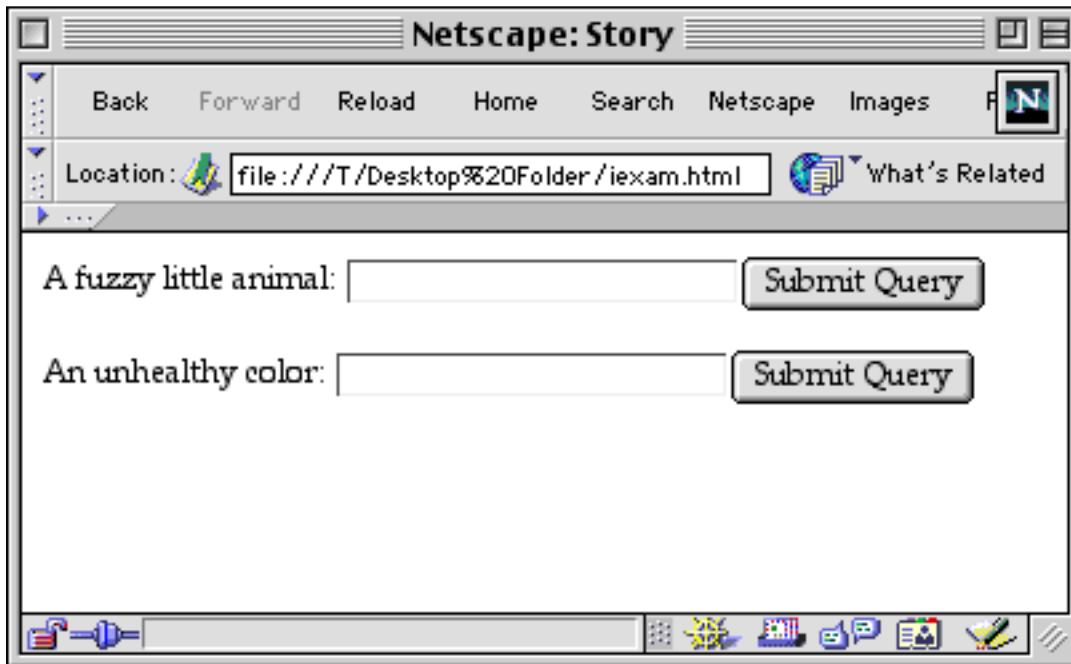 Netscape: Story
Back Forward Reload Home Search Netscape Images
N
Location: file:///T/Desktop%20Folder/iexam.html What's Related
...
A fuzzy little animal: Submit Query
An unhealthy color: Submit Query